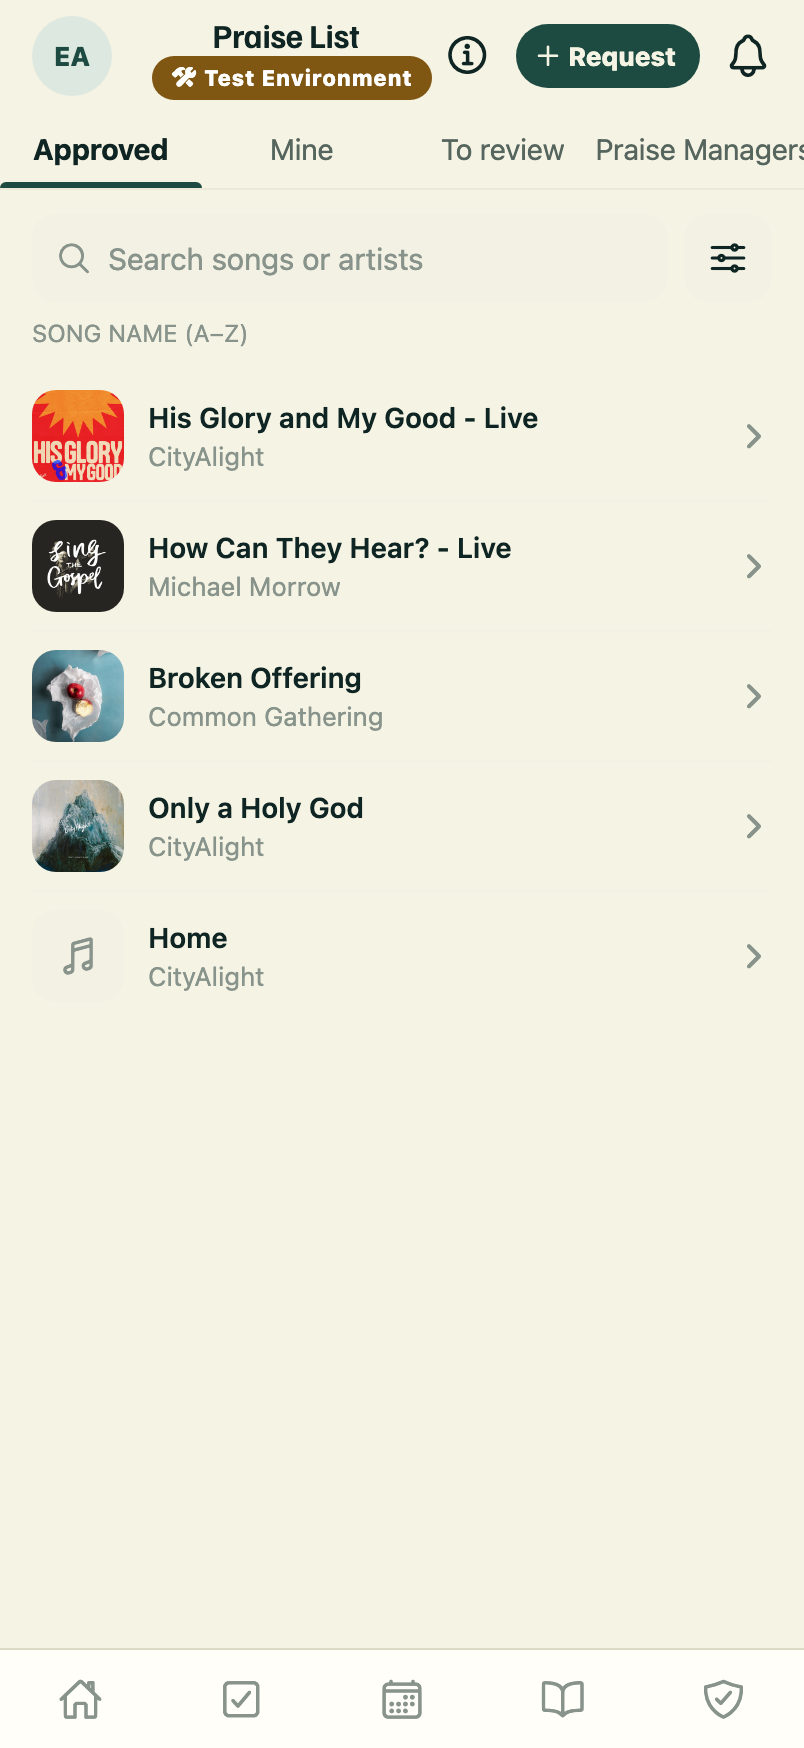 EA
Praise List
🛠 Test Environment
+ Request
Approved
Mine
To review
Praise Managers
Search songs or artists
SONG NAME (A–Z)
HIS GLORY
& MY GOOD
His Glory and My Good - Live
CityAlight
Sing
THE
Gospel
How Can They Hear? - Live
Michael Morrow
Broken Offering
Common Gathering
Only a Holy God
CityAlight
Home
CityAlight